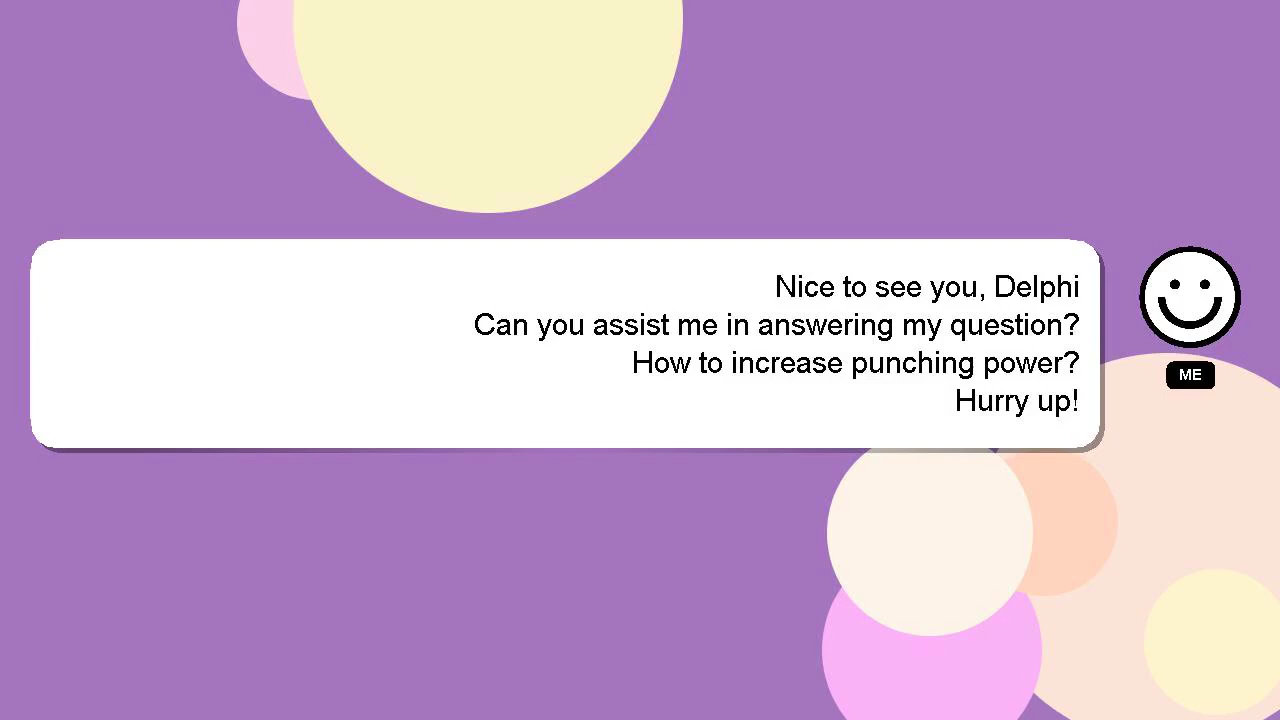 Nice to see you, Delphi
Can you assist me in answering my question?
How to increase punching power?
Hurry up!
ME